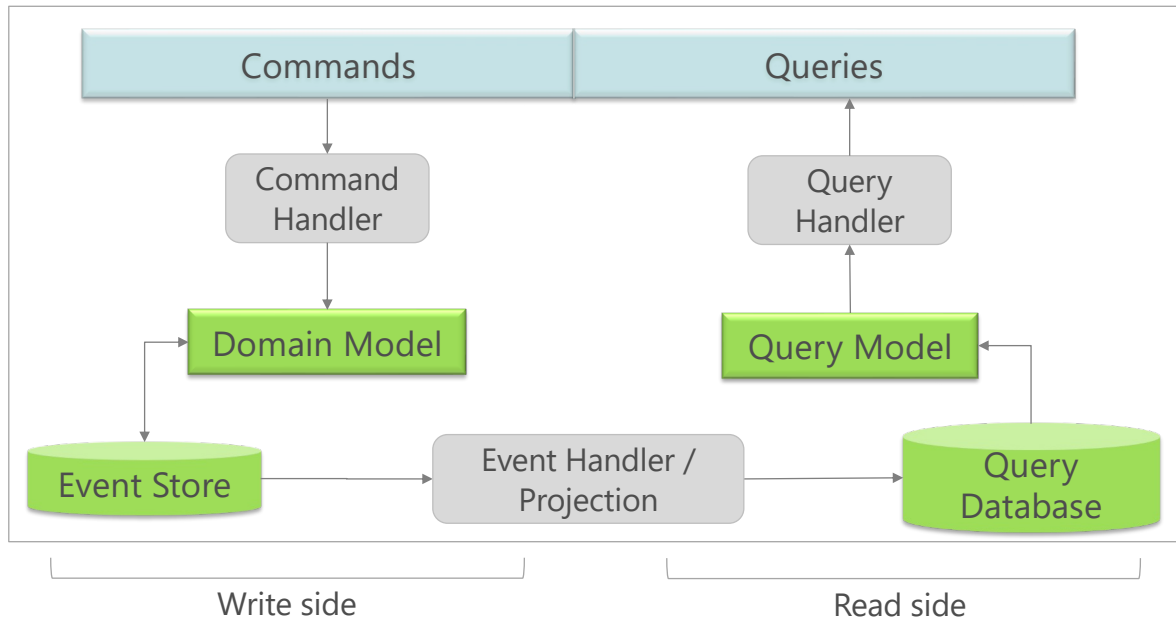 Commands
Queries
Command
Handler
Query
Handler
Domain Model
Query Model
Event Store
Event Handler /
Projection
Query
Database
Write side
Read side